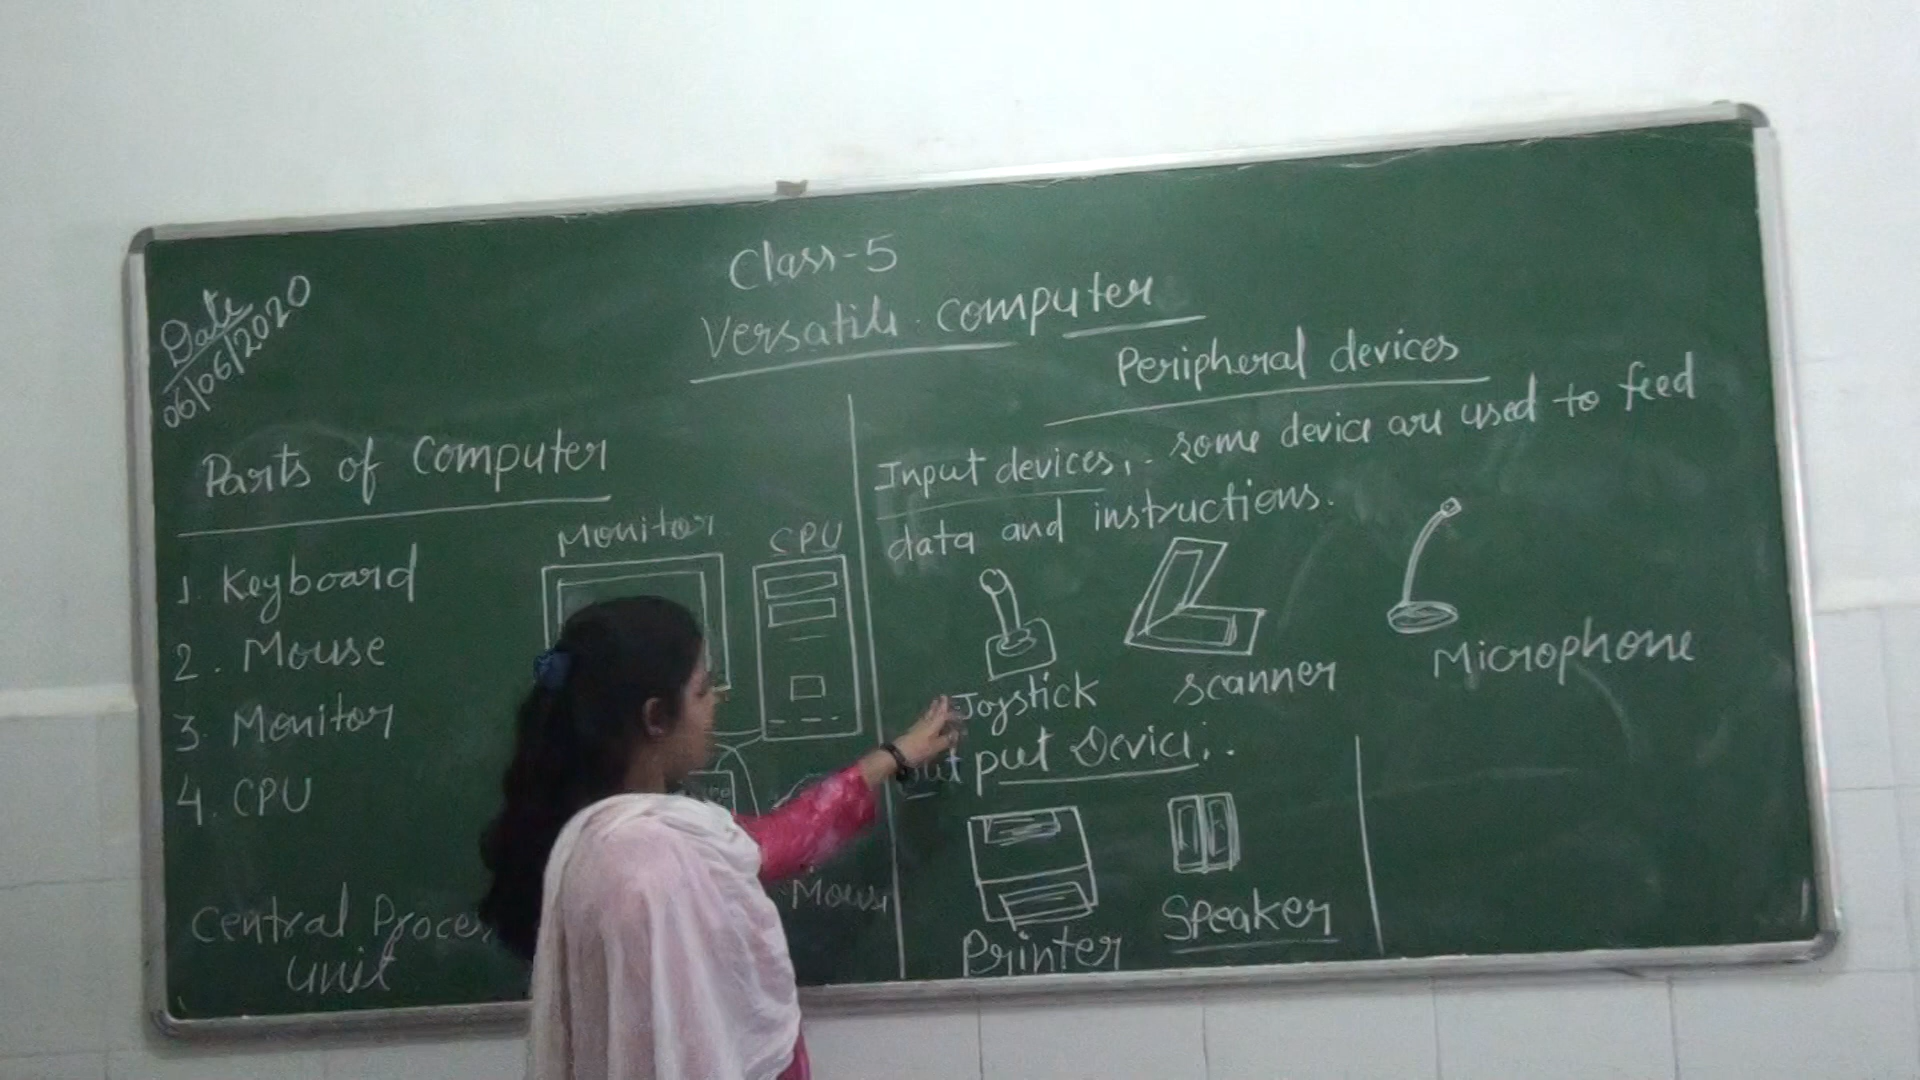 Date
06/06/2020
Class-5
Versatile computer
Parts of Computer
1. Keyboard
2. Mouse
3. Monitor
4. CPU
Central
Unit
Monitor
CPU
Mouse
Peripheral devices
Input devices,.. some device are used to feed
data and instructions.
Joystick scanner Microphone
put Device..
Printer Speaker